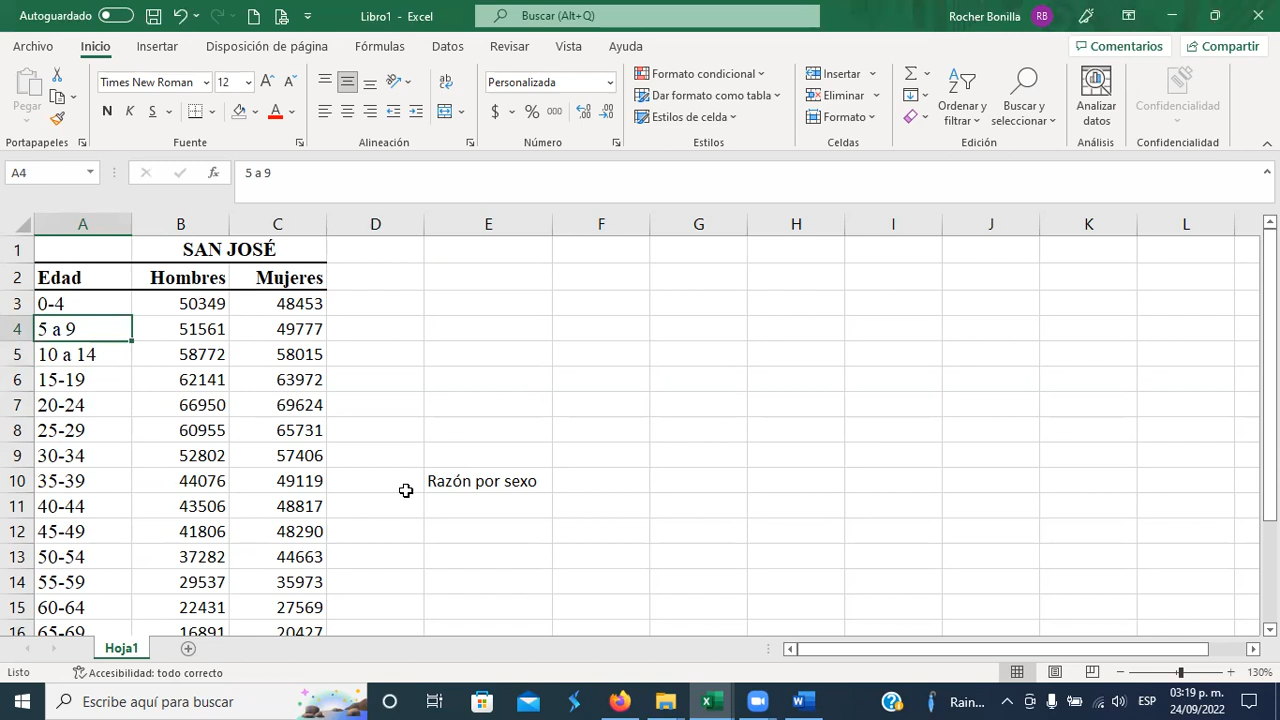 Autoguardado
Libro1 - Excel
Buscar (Alt+Q)
Rocher Bonilla
RB
Archivo Inicio Insertar Disposición de página Fórmulas Datos Revisar Vista Ayuda
Comentarios
Compartir
Pegar
Portapapeles
Times New Roman 12
N K S
Fuente
Alineación
Personalizada
$ % 000
Número
Formato condicional
Dar formato como tabla
Estilos de celda
Estilos
Insertar
Eliminar
Formato
Celdas
Ordenar y filtrar
Buscar y seleccionar
Edición
Analizar datos
Análisis
Confidencialidad
Confidencialidad
A4
fx
5 a 9
A B C D E F G H I J K L
1 SAN JOSÉ
2 Edad Hombres Mujeres
3 0-4 50349 48453
4 5 a 9 51561 49777
5 10 a 14 58772 58015
6 15-19 62141 63972
7 20-24 66950 69624
8 25-29 60955 65731
9 30-34 52802 57406
10 35-39 44076 49119 Razón por sexo
11 40-44 43506 48817
12 45-49 41806 48290
13 50-54 37282 44663
14 55-59 29537 35973
15 60-64 22431 27569
16 65-69 16891 20427
Hoja1
Listo
Accesibilidad: todo correcto
130%
Escribe aquí para buscar
Rain...
ESP
03:19 p. m.
24/09/2022